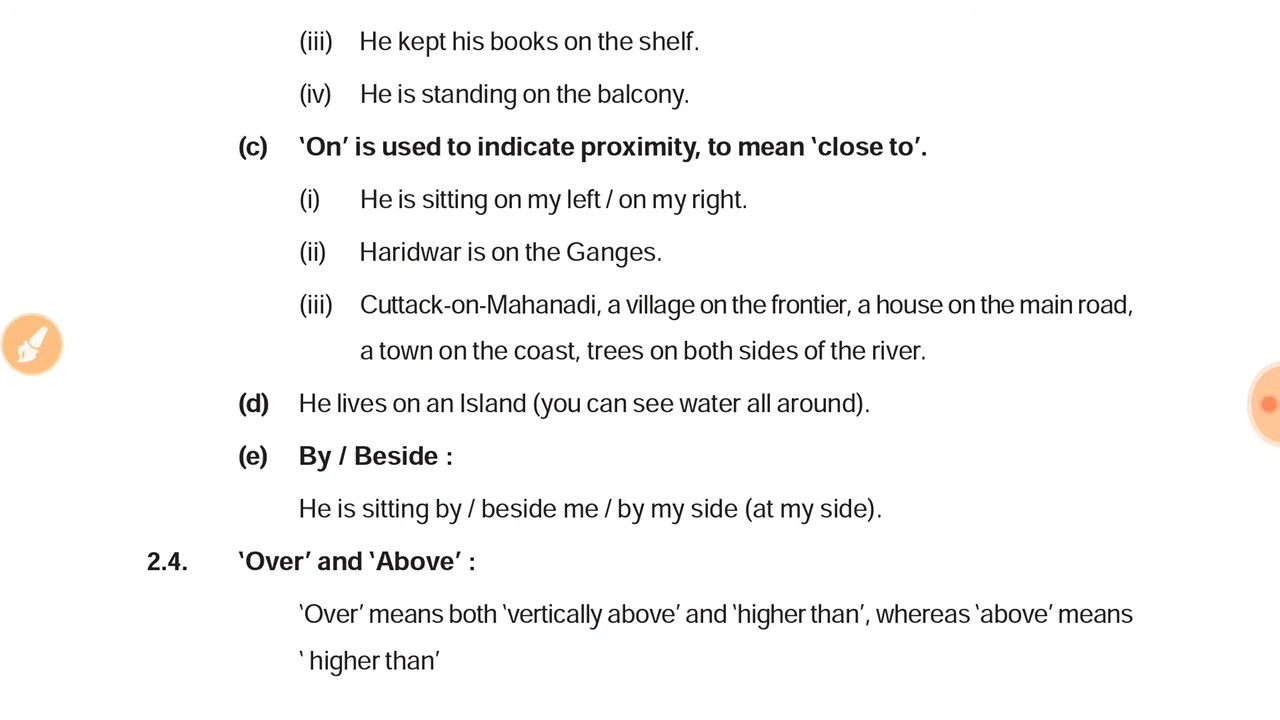 (iii) He kept his books on the shelf.
(iv) He is standing on the balcony.
(c) ‘On’ is used to indicate proximity, to mean ‘close to’.
(i) He is sitting on my left / on my right.
(ii) Haridwar is on the Ganges.
(iii) Cuttack-on-Mahanadi, a village on the frontier, a house on the main road,
a town on the coast, trees on both sides of the river.
(d) He lives on an Island (you can see water all around).
(e) By / Beside :
He is sitting by / beside me / by my side (at my side).
2.4. ‘Over’ and ‘Above’ :
‘Over’ means both ‘vertically above’ and ‘higher than’, whereas ‘above’ means
‘ higher than’